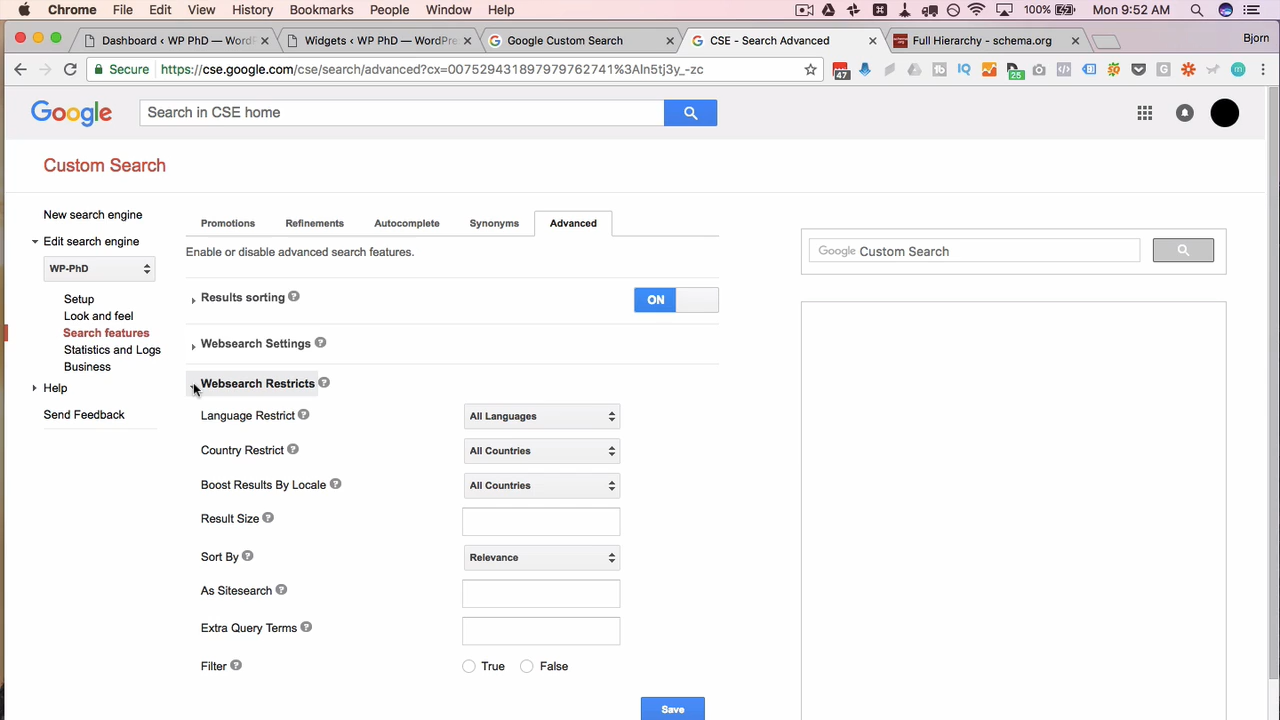 Chrome File Edit View History Bookmarks People Window Help 100% Mon 9:52 AM
Dashboard ‹ WP PhD — WordP Widgets ‹ WP PhD — WordPres Google Custom Search CSE - Search Advanced Full Hierarchy - schema.org Bjorn
Secure https://cse.google.com/cse/search/advanced?cx=007529431897979762741%3Aln5tj3y_-zc 47 25
Google Search in CSE home
Custom Search
New search engine
Edit search engine
WP-PhD
Setup
Look and feel
Search features
Statistics and Logs
Business
Help
Send Feedback
Promotions Refinements Autocomplete Synonyms Advanced
Enable or disable advanced search features.
Results sorting ? ON
Websearch Settings ?
Websearch Restricts ?
Language Restrict ? All Languages
Country Restrict ? All Countries
Boost Results By Locale ? All Countries
Result Size ?
Sort By ? Relevance
As Sitesearch ?
Extra Query Terms ?
Filter ? True False
Save
Google Custom Search